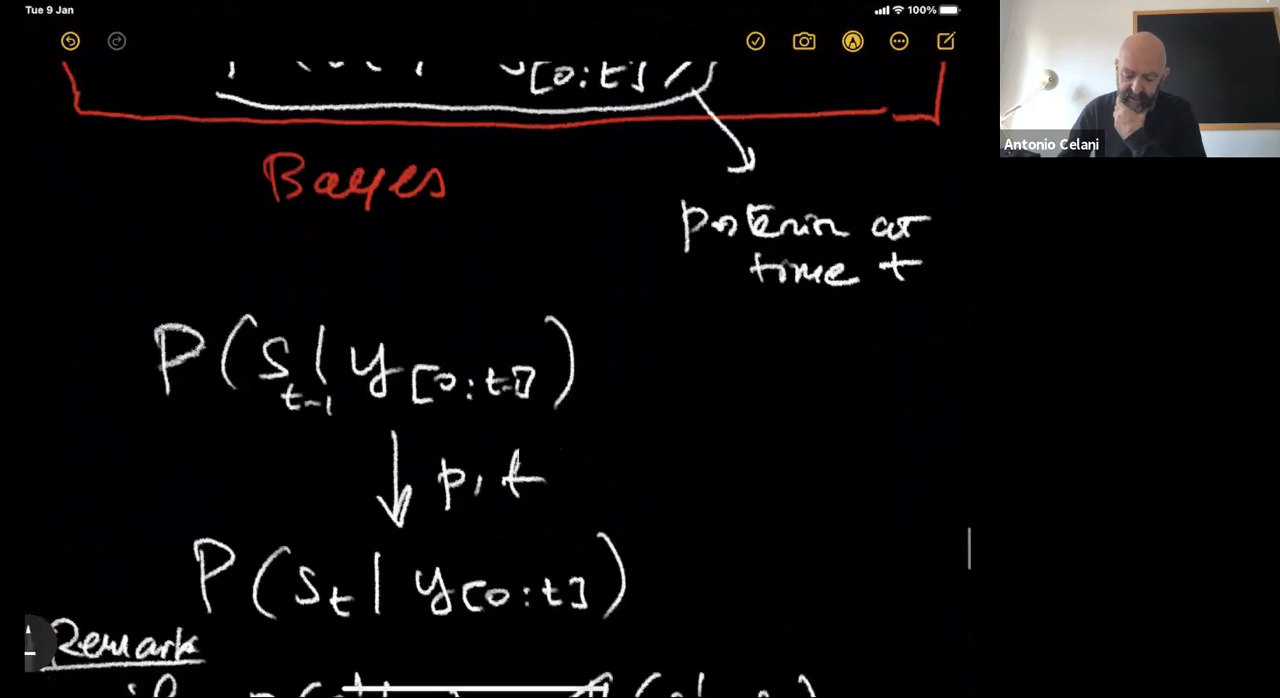 Tue 9 Jan
100%
Antonio Celani
[0:t]
Bayes
posterior at
time t
P(s_{t-1} | y_{[0:t-1]})
↓ p, f
P(s_t | y_{[0:t]})
Remark